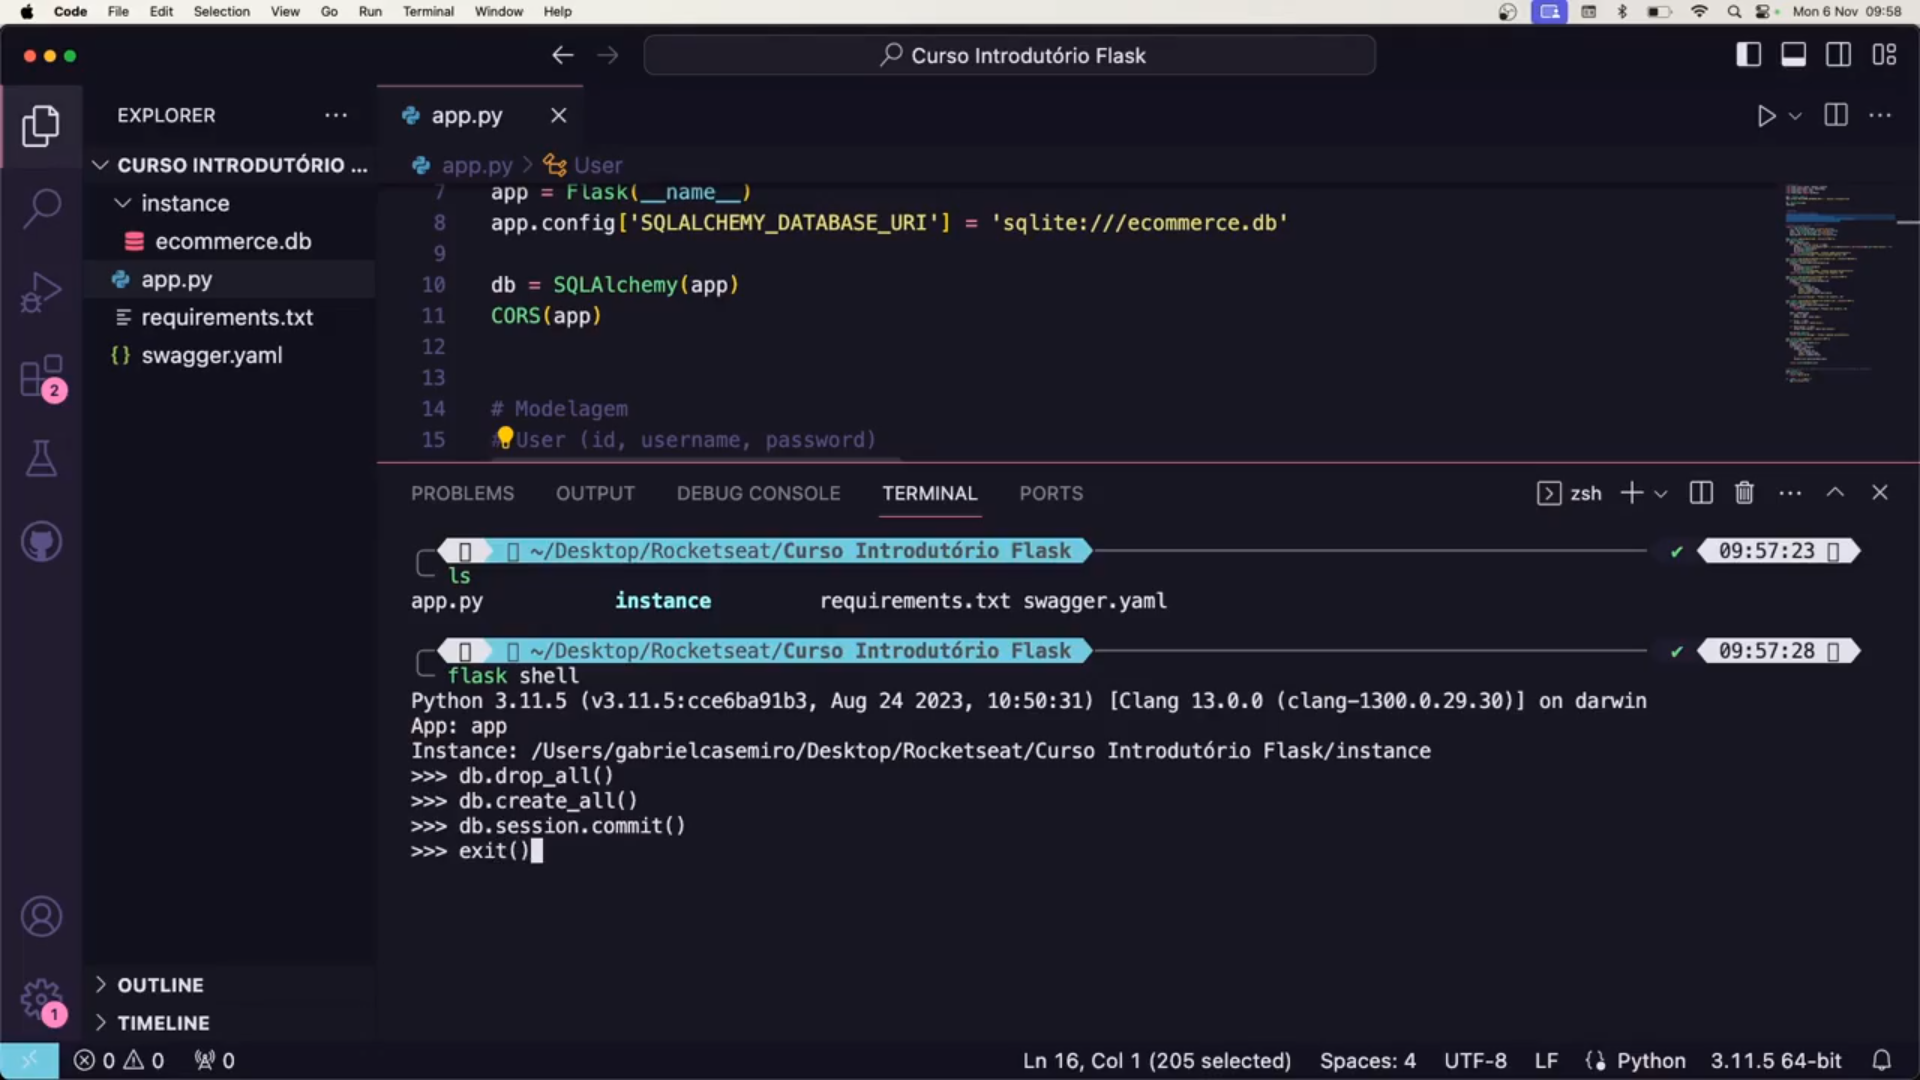 Code File Edit Selection View Go Run Terminal Window Help Mon 6 Nov 09:58
Curso Introdutório Flask
EXPLORER
CURSO INTRODUTÓRIO ...
instance
ecommerce.db
app.py
requirements.txt
swagger.yaml
OUTLINE
TIMELINE
app.py
app.py > User
7 app = Flask(__name__)
8 app.config['SQLALCHEMY_DATABASE_URI'] = 'sqlite:///ecommerce.db'
9
10 db = SQLAlchemy(app)
11 CORS(app)
12
13
14 # Modelagem
15 # User (id, username, password)
PROBLEMS OUTPUT DEBUG CONSOLE TERMINAL PORTS zsh
~/Desktop/Rocketseat/Curso Introdutório Flask ✔ 09:57:23
ls
app.py instance requirements.txt swagger.yaml
~/Desktop/Rocketseat/Curso Introdutório Flask ✔ 09:57:28
flask shell
Python 3.11.5 (v3.11.5:cce6ba91b3, Aug 24 2023, 10:50:31) [Clang 13.0.0 (clang-1300.0.29.30)] on darwin
App: app
Instance: /Users/gabrielcasemiro/Desktop/Rocketseat/Curso Introdutório Flask/instance
>>> db.drop_all()
>>> db.create_all()
>>> db.session.commit()
>>> exit()
2
1
0 0 0 Ln 16, Col 1 (205 selected) Spaces: 4 UTF-8 LF Python 3.11.5 64-bit